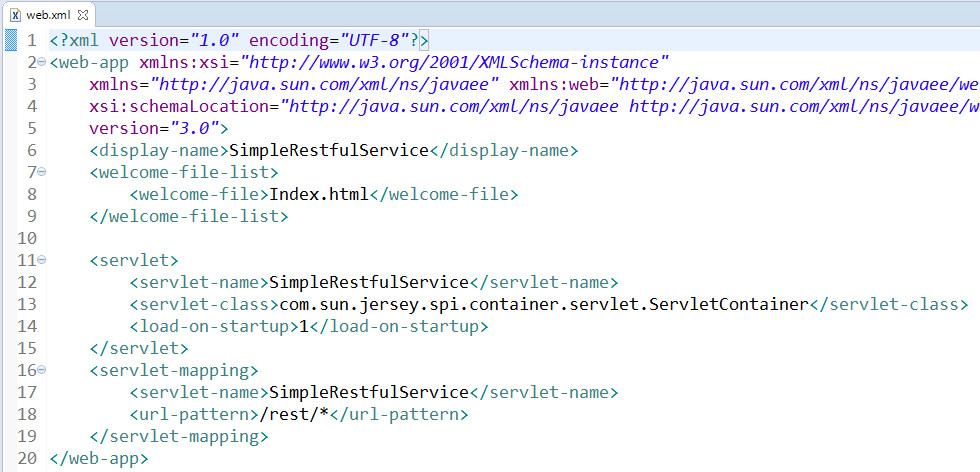 web.xml
1 <?xml version="1.0" encoding="UTF-8"?>
2 <web-app xmlns:xsi="http://www.w3.org/2001/XMLSchema-instance"
3 xmlns="http://java.sun.com/xml/ns/javaee" xmlns:web="http://java.sun.com/xml/ns/javaee/we
4 xsi:schemaLocation="http://java.sun.com/xml/ns/javaee http://java.sun.com/xml/ns/javaee/w
5 version="3.0">
6 <display-name>SimpleRestfulService</display-name>
7 <welcome-file-list>
8 <welcome-file>Index.html</welcome-file>
9 </welcome-file-list>
10
11 <servlet>
12 <servlet-name>SimpleRestfulService</servlet-name>
13 <servlet-class>com.sun.jersey.spi.container.servlet.ServletContainer</servlet-class>
14 <load-on-startup>1</load-on-startup>
15 </servlet>
16 <servlet-mapping>
17 <servlet-name>SimpleRestfulService</servlet-name>
18 <url-pattern>/rest/*</url-pattern>
19 </servlet-mapping>
20 </web-app>